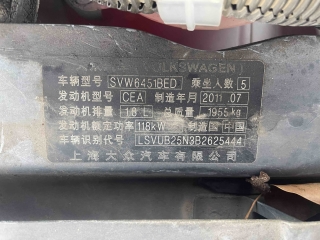 VOLKSWAGEN
车辆型号 SVW6451BED 乘坐人数 5
发动机型号 CEA 制造年月 2011.07
发动机排量 1.8 L 总质量 1955 kg
发动机额定功率 118kW 制造国 中国
车辆识别代号 LSVUB25N3B2625444
上海大众汽车有限公司